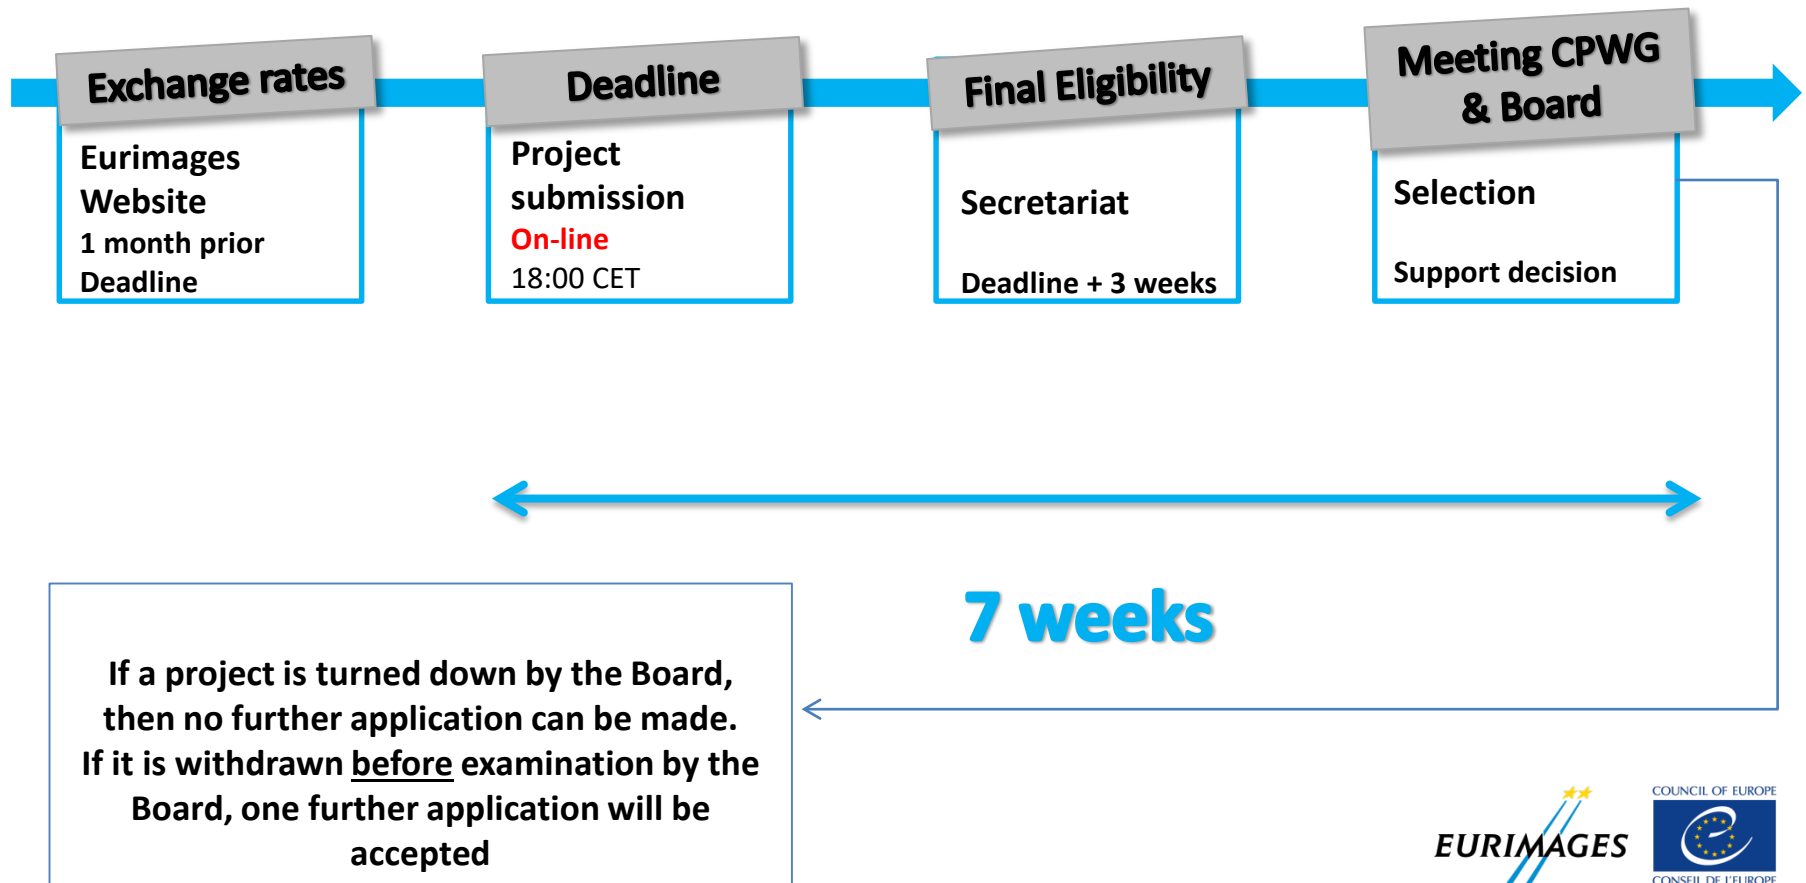 Exchange rates
Eurimages
Website
1 month prior
Deadline
Deadline
Project
submission
On-line
18:00 CET
Final Eligibility
Secretariat
Deadline + 3 weeks
Meeting CPWG
& Board
Selection
Support decision
7 weeks
If a project is turned down by the Board,
then no further application can be made.
If it is withdrawn before examination by the
Board, one further application will be
accepted
EURIMAGES
COUNCIL OF EUROPE
CONSEIL DE L'EUROPE